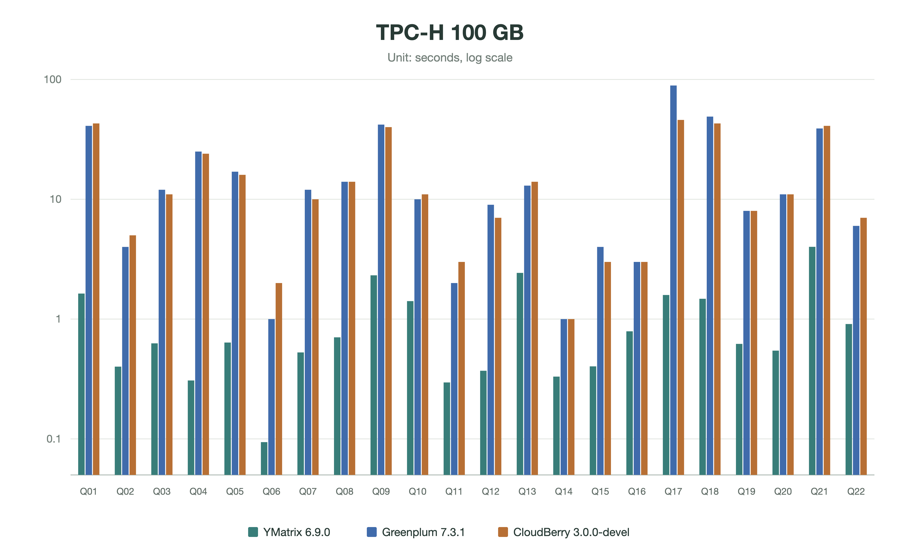 TPC-H 100 GB
Unit: seconds, log scale
100
10
1
0.1
Q01 Q02 Q03 Q04 Q05 Q06 Q07 Q08 Q09 Q10 Q11 Q12 Q13 Q14 Q15 Q16 Q17 Q18 Q19 Q20 Q21 Q22
YMatrix 6.9.0 Greenplum 7.3.1 CloudBerry 3.0.0-devel